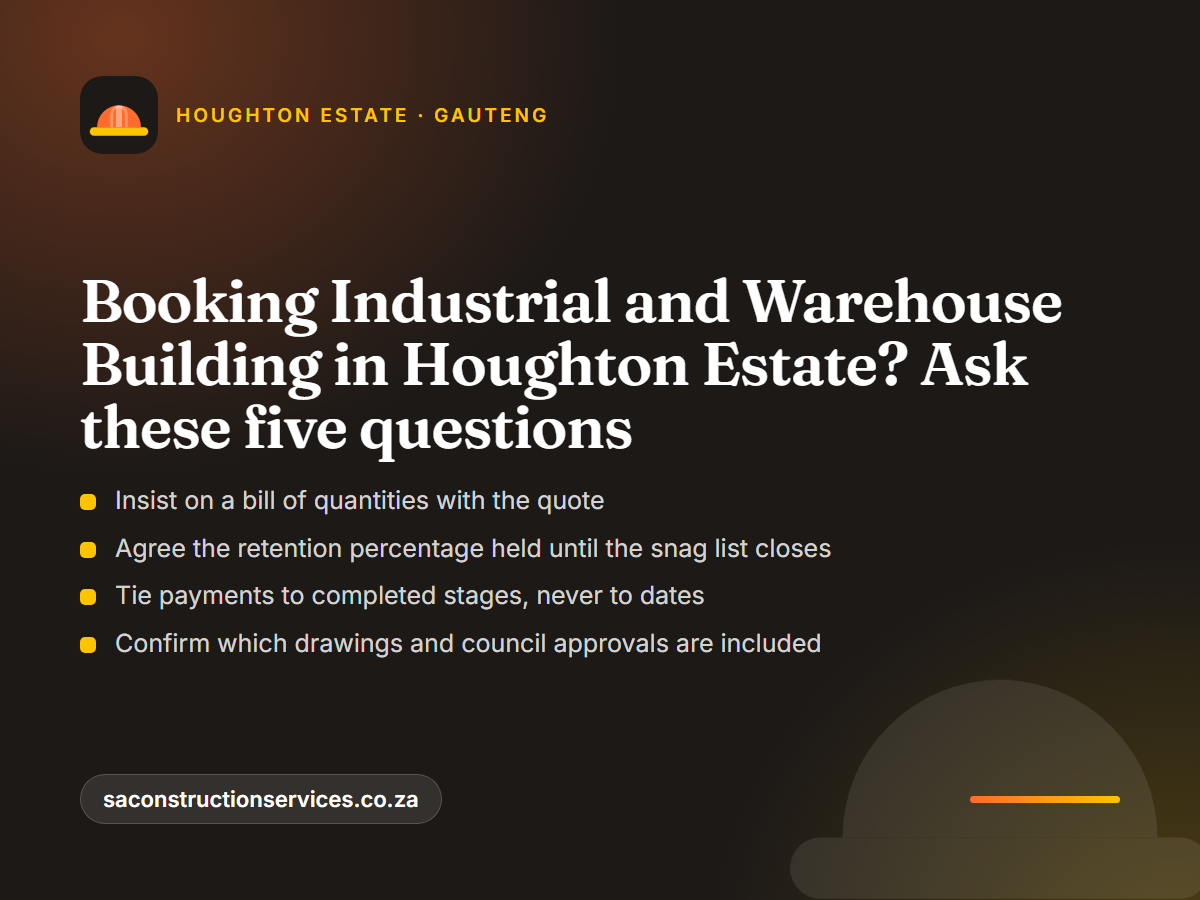 HOUGHTON ESTATE · GAUTENG
Booking Industrial and Warehouse
Building in Houghton Estate? Ask
these five questions
Insist on a bill of quantities with the quote
Agree the retention percentage held until the snag list closes
Tie payments to completed stages, never to dates
Confirm which drawings and council approvals are included
saconstructionservices.co.za